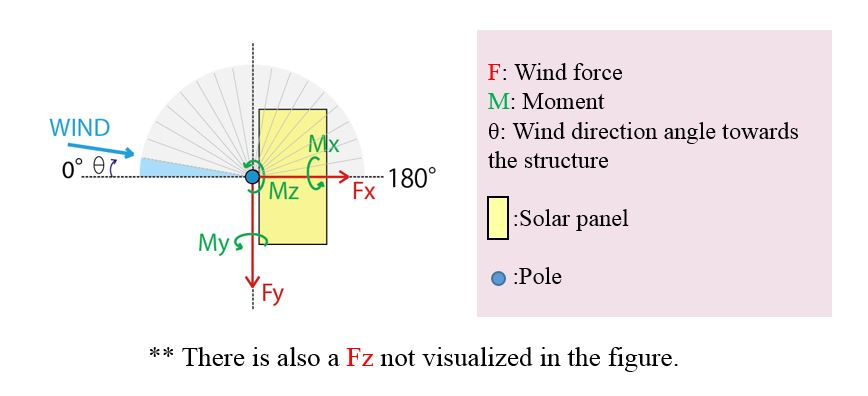 WIND
0° θ
Mx
180°
Mz
Fx
My
Fy
F: Wind force
M: Moment
θ: Wind direction angle towards
the structure
:Solar panel
:Pole
** There is also a Fz not visualized in the figure.